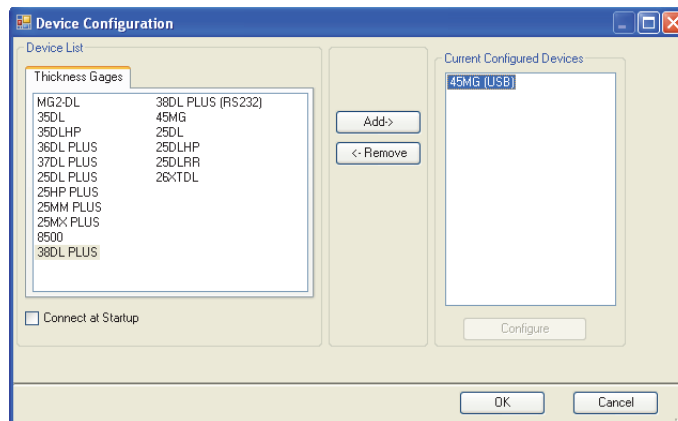 Device Configuration
Device List
Thickness Gages
MG2-DL
35DL
35DLHP
36DL PLUS
37DL PLUS
25DL PLUS
25HP PLUS
25MM PLUS
25MX PLUS
8500
38DL PLUS
38DL PLUS (RS232)
45MG
25DL
25DLHP
25DLRR
26XTDL
Connect at Startup
Add->
<- Remove
Current Configured Devices
45MG (USB)
Configure
OK
Cancel